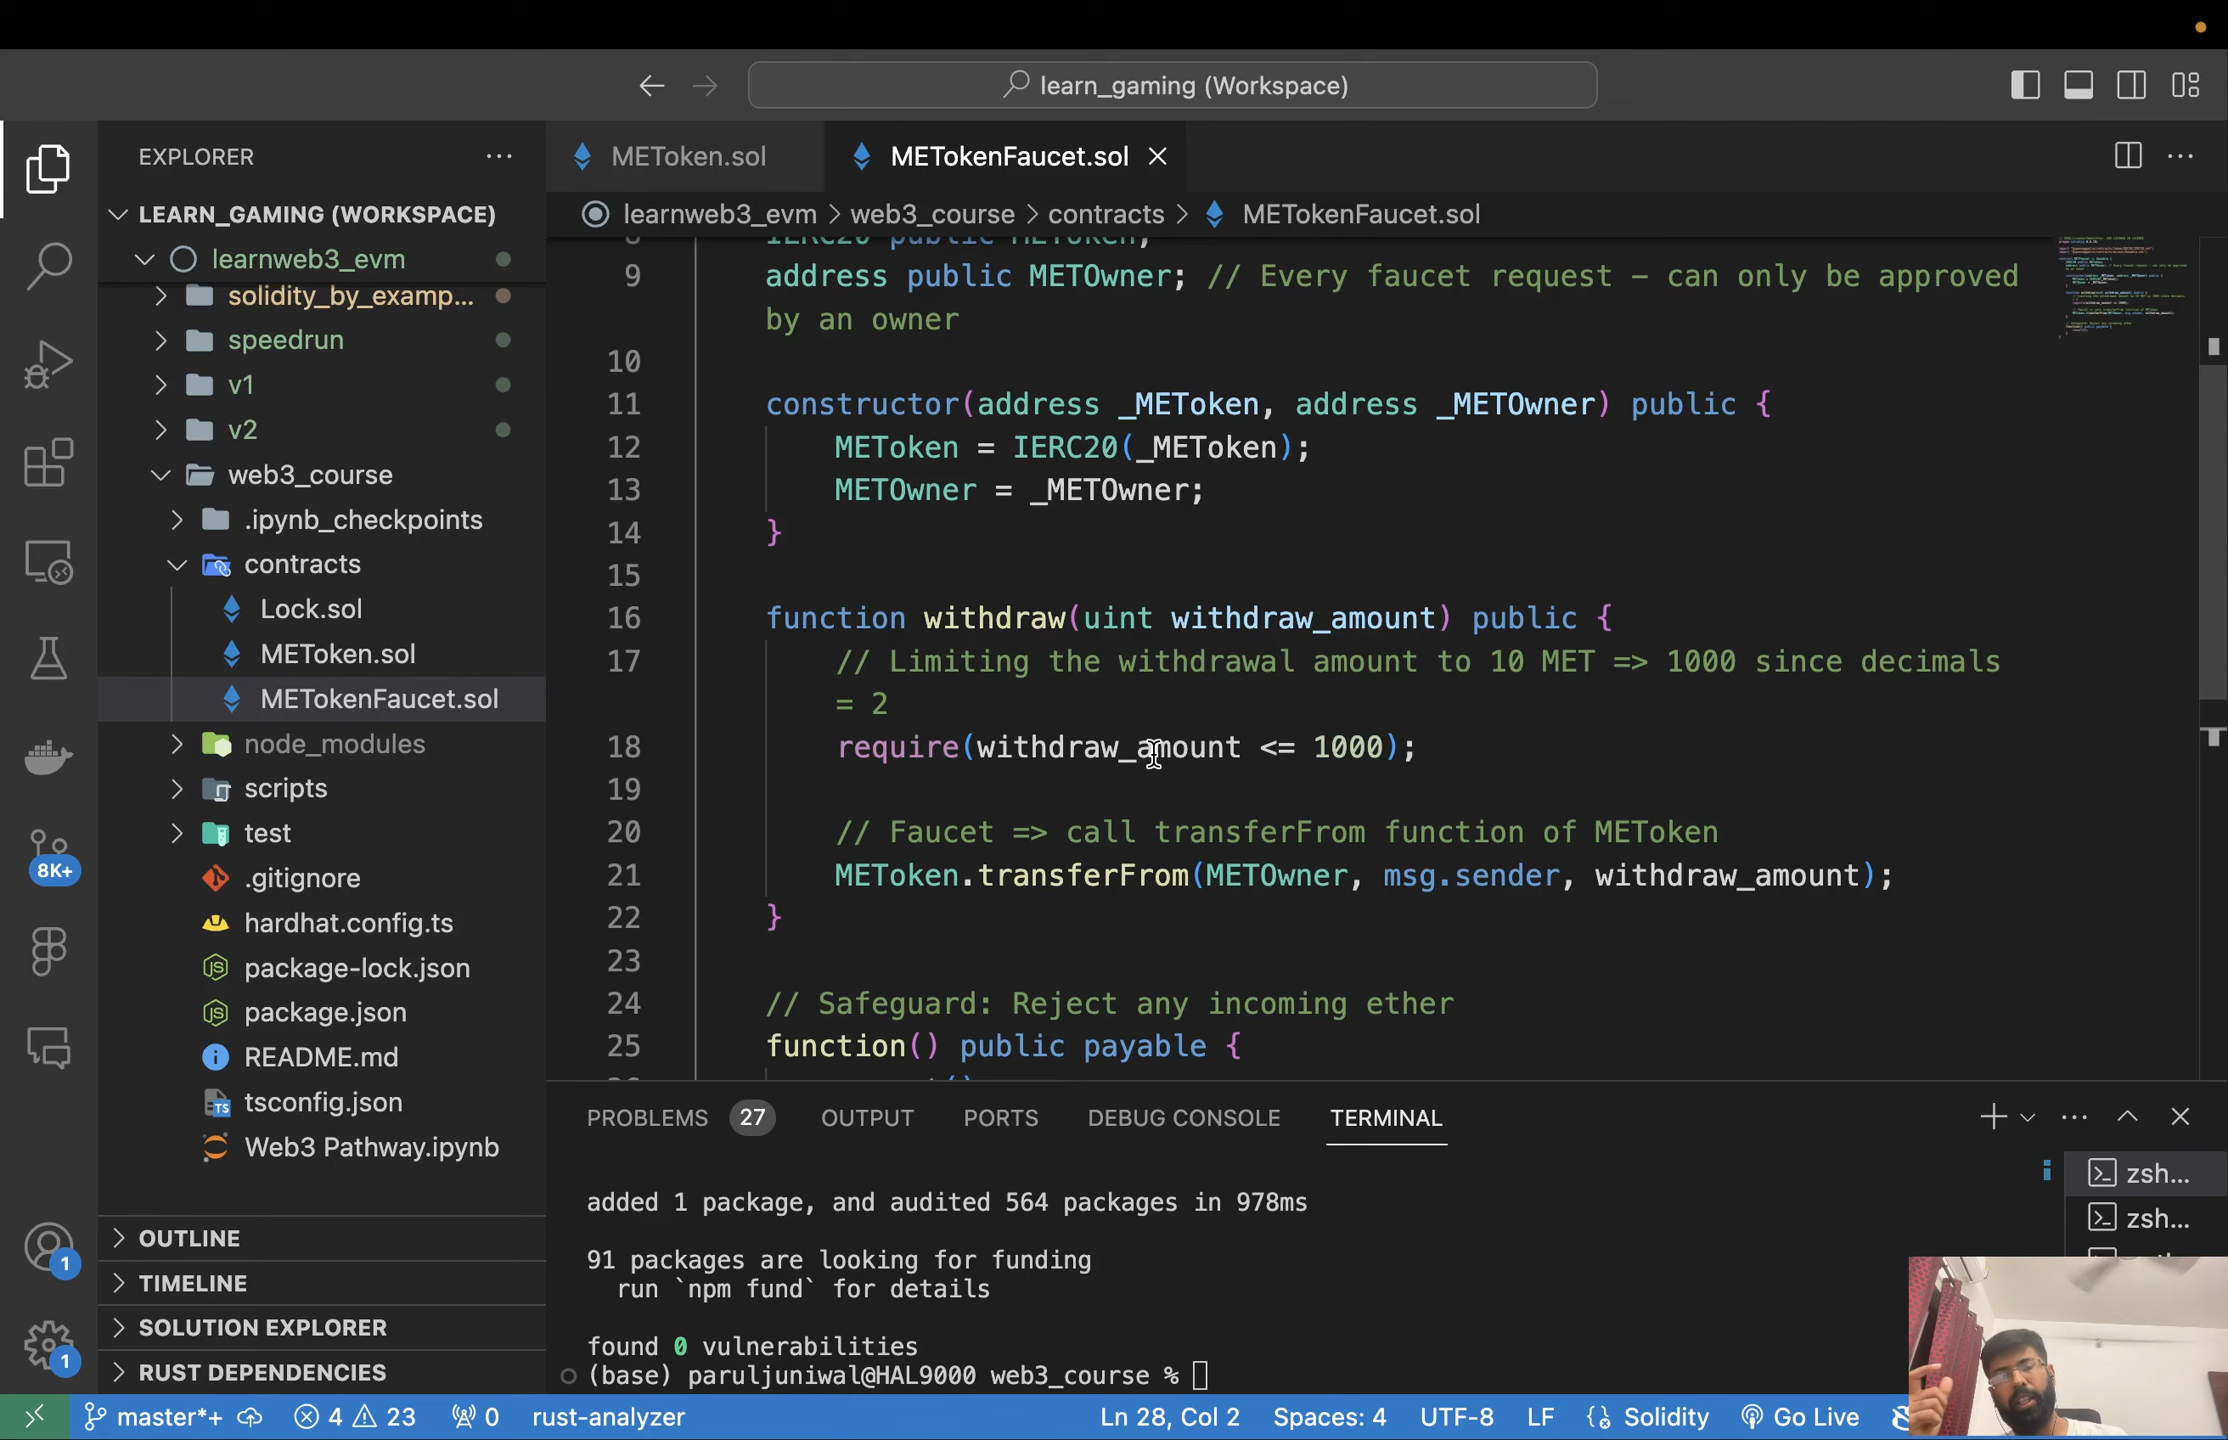 learn_gaming (Workspace)
EXPLORER
METoken.sol
METokenFaucet.sol
LEARN_GAMING (WORKSPACE)
learnweb3_evm > web3_course > contracts > METokenFaucet.sol
learnweb3_evm
solidity_by_examp...
speedrun
v1
v2
web3_course
.ipynb_checkpoints
contracts
Lock.sol
METoken.sol
METokenFaucet.sol
node_modules
scripts
test
.gitignore
hardhat.config.ts
package-lock.json
package.json
README.md
tsconfig.json
Web3 Pathway.ipynb
OUTLINE
TIMELINE
SOLUTION EXPLORER
RUST DEPENDENCIES
8K+
1
1
8 IERC20 public METoken;
9 address public METOwner; // Every faucet request – can only be approved
by an owner
10
11 constructor(address _METoken, address _METOwner) public {
12 METoken = IERC20(_METoken);
13 METOwner = _METOwner;
14 }
15
16 function withdraw(uint withdraw_amount) public {
17 // Limiting the withdrawal amount to 10 MET => 1000 since decimals
= 2
18 require(withdraw_amount <= 1000);
19
20 // Faucet => call transferFrom function of METoken
21 METoken.transferFrom(METOwner, msg.sender, withdraw_amount);
22 }
23
24 // Safeguard: Reject any incoming ether
25 function() public payable {
PROBLEMS 27 OUTPUT PORTS DEBUG CONSOLE TERMINAL
added 1 package, and audited 564 packages in 978ms
91 packages are looking for funding
run `npm fund` for details
found 0 vulnerabilities
(base) paruljuniwal@HAL9000 web3_course %
zsh...
zsh...
master*+ 4 23 0 rust-analyzer Ln 28, Col 2 Spaces: 4 UTF-8 LF Solidity Go Live